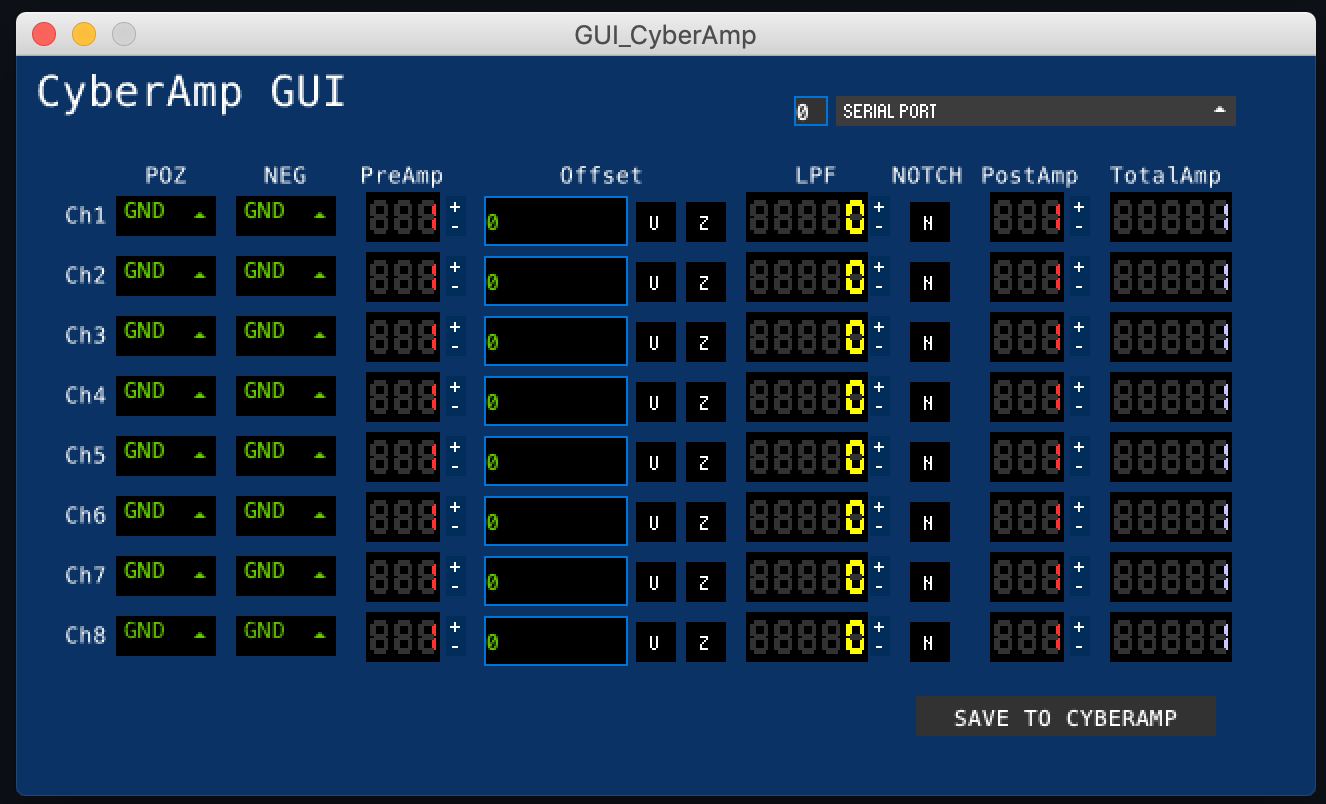 GUI_CyberAmp
CyberAmp GUI
0 SERIAL PORT
POZ NEG PreAmp Offset LPF NOTCH PostAmp TotalAmp
Ch1 GND GND 1 + - 0 U Z 0 + - N 1 + - 1
Ch2 GND GND 1 + - 0 U Z 0 + - N 1 + - 1
Ch3 GND GND 1 + - 0 U Z 0 + - N 1 + - 1
Ch4 GND GND 1 + - 0 U Z 0 + - N 1 + - 1
Ch5 GND GND 1 + - 0 U Z 0 + - N 1 + - 1
Ch6 GND GND 1 + - 0 U Z 0 + - N 1 + - 1
Ch7 GND GND 1 + - 0 U Z 0 + - N 1 + - 1
Ch8 GND GND 1 + - 0 U Z 0 + - N 1 + - 1
SAVE TO CYBERAMP